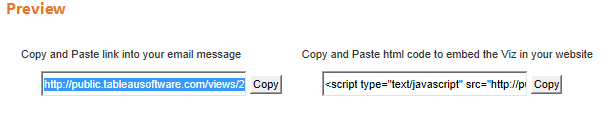 Preview
Copy and Paste link into your email message
Copy and Paste html code to embed the Viz in your website
http://public.tableausoftware.com/views/2 Copy
<script type="text/javascript" src="http://pu Copy